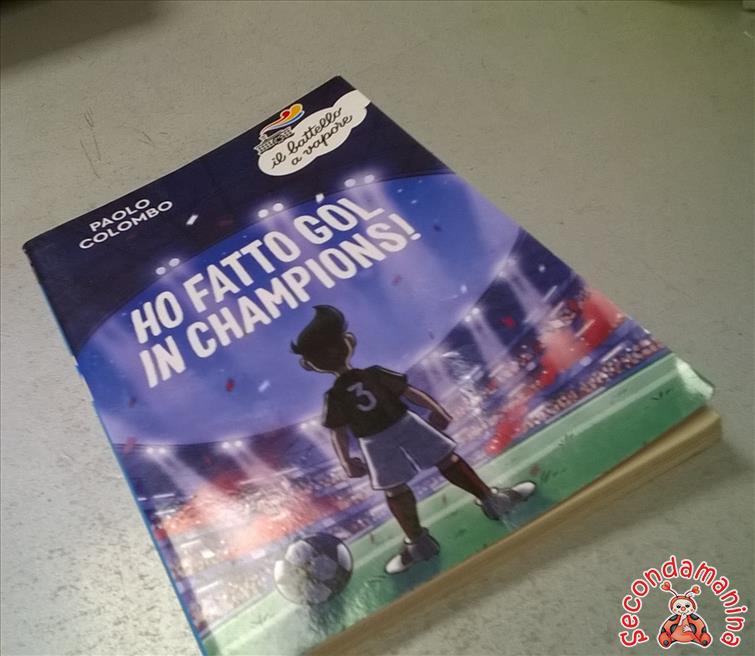 il battello
a vapore
PAOLO
COLOMBO
HO FATTO GOL
IN CHAMPIONS!
3
Secondamanina